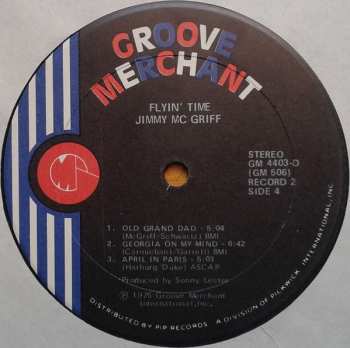 GROOVE
MERCHANT
FLYIN' TIME
JIMMY MC GRIFF
STEREO
GM 4403-D
(GM 506)
RECORD 2
SIDE 4
1. OLD GRAND DAD - 5:04
(McGriff-Schwartz) BMI
2. GEORGIA ON MY MIND - 6:42
(Carmichael-Garrett) BMI
3. APRIL IN PARIS - 5:03
(Harburg Duke) ASCAP
Produced by Sonny Lester
Ⓟ 1975 Groove Merchant
International, Inc.
DISTRIBUTED BY PIP RECORDS A DIVISION OF PICKWICK INTERNATIONAL, INC.